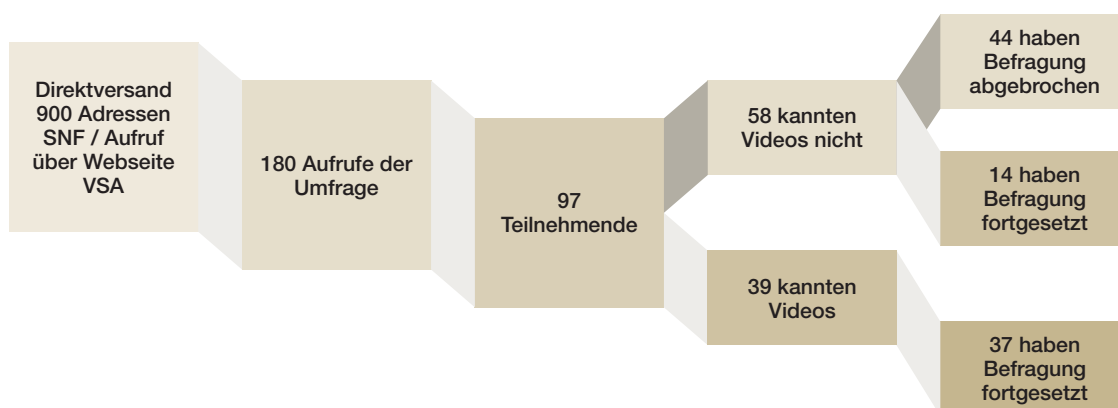 Direktversand
900 Adressen
SNF / Aufruf
über Webseite
VSA
180 Aufrufe der
Umfrage
97
Teilnehmende
58 kannten
Videos nicht
39 kannten
Videos
44 haben
Befragung
abgebrochen
14 haben
Befragung
fortgesetzt
37 haben
Befragung
fortgesetzt